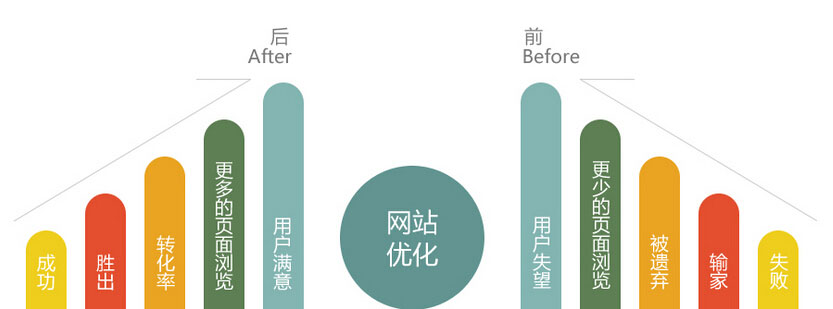 后
After
前
Before
成功
胜出
转化率
更多的页面浏览
用户满意
网站
优化
用户失望
更少的页面浏览
被遗弃
输家
失败